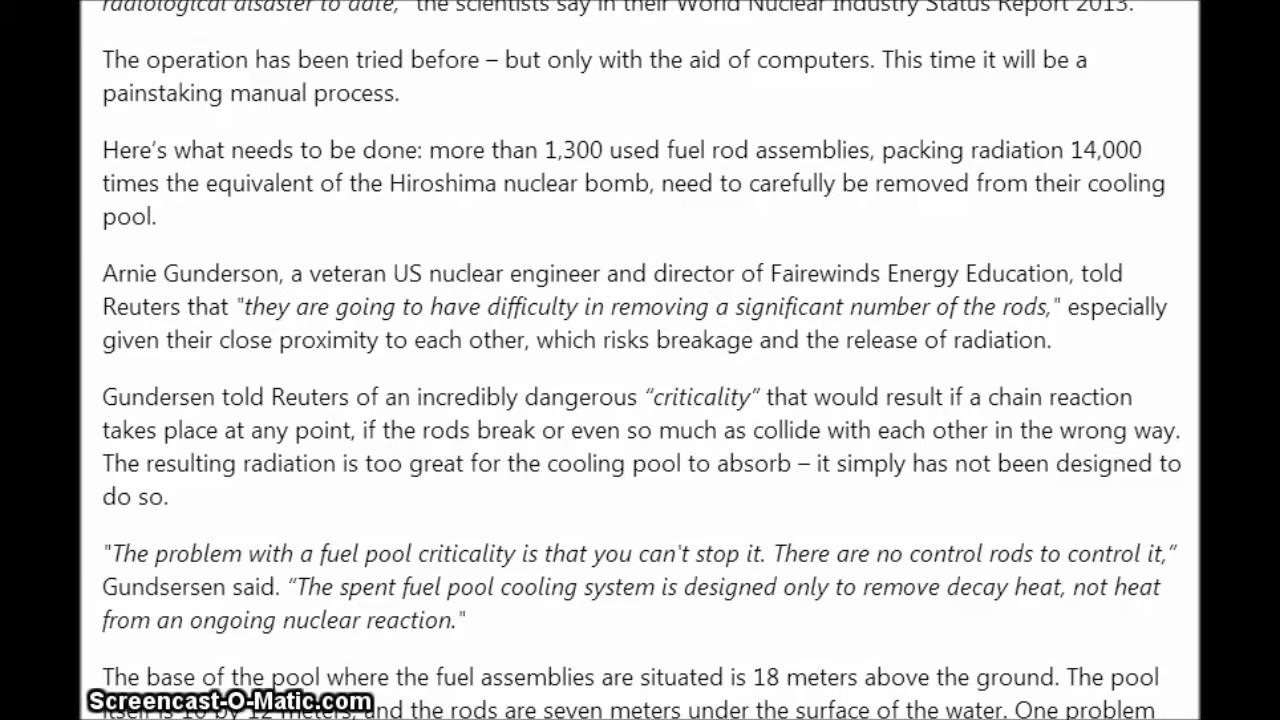 radiological disaster to date," the scientists say in their World Nuclear Industry Status Report 2013.
The operation has been tried before – but only with the aid of computers. This time it will be a
painstaking manual process.
Here’s what needs to be done: more than 1,300 used fuel rod assemblies, packing radiation 14,000
times the equivalent of the Hiroshima nuclear bomb, need to carefully be removed from their cooling
pool.
Arnie Gunderson, a veteran US nuclear engineer and director of Fairewinds Energy Education, told
Reuters that "they are going to have difficulty in removing a significant number of the rods," especially
given their close proximity to each other, which risks breakage and the release of radiation.
Gundersen told Reuters of an incredibly dangerous “criticality” that would result if a chain reaction
takes place at any point, if the rods break or even so much as collide with each other in the wrong way.
The resulting radiation is too great for the cooling pool to absorb – it simply has not been designed to
do so.
"The problem with a fuel pool criticality is that you can't stop it. There are no control rods to control it,”
Gundsersen said. “The spent fuel pool cooling system is designed only to remove decay heat, not heat
from an ongoing nuclear reaction."
The base of the pool where the fuel assemblies are situated is 18 meters above the ground. The pool
itself is 10 by 12 meters, and the rods are seven meters under the surface of the water. One problem
Screencast-O-Matic.com